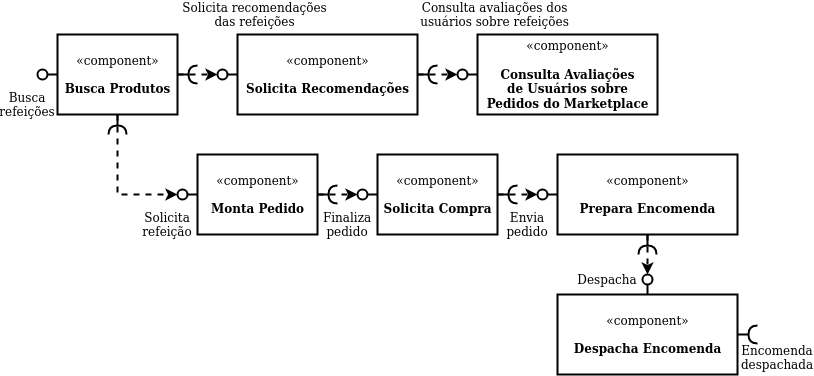 Solicita recomendações
das refeições
Consulta avaliações dos
usuários sobre refeições
«component»
Busca Produtos
Busca
refeições
«component»
Solicita Recomendações
«component»
Consulta Avaliações
de Usuários sobre
Pedidos do Marketplace
«component»
Monta Pedido
Solicita
refeição
«component»
Solicita Compra
Finaliza
pedido
«component»
Prepara Encomenda
Envia
pedido
Despacha
«component»
Despacha Encomenda
Encomenda
despachada